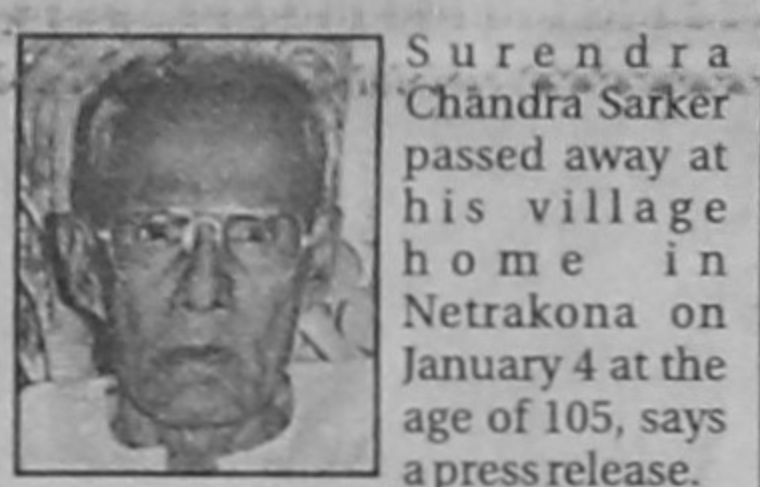 Surendra
Chandra Sarker
passed away at
his village
home in
Netrakona on
January 4 at the
age of 105, says
a press release.